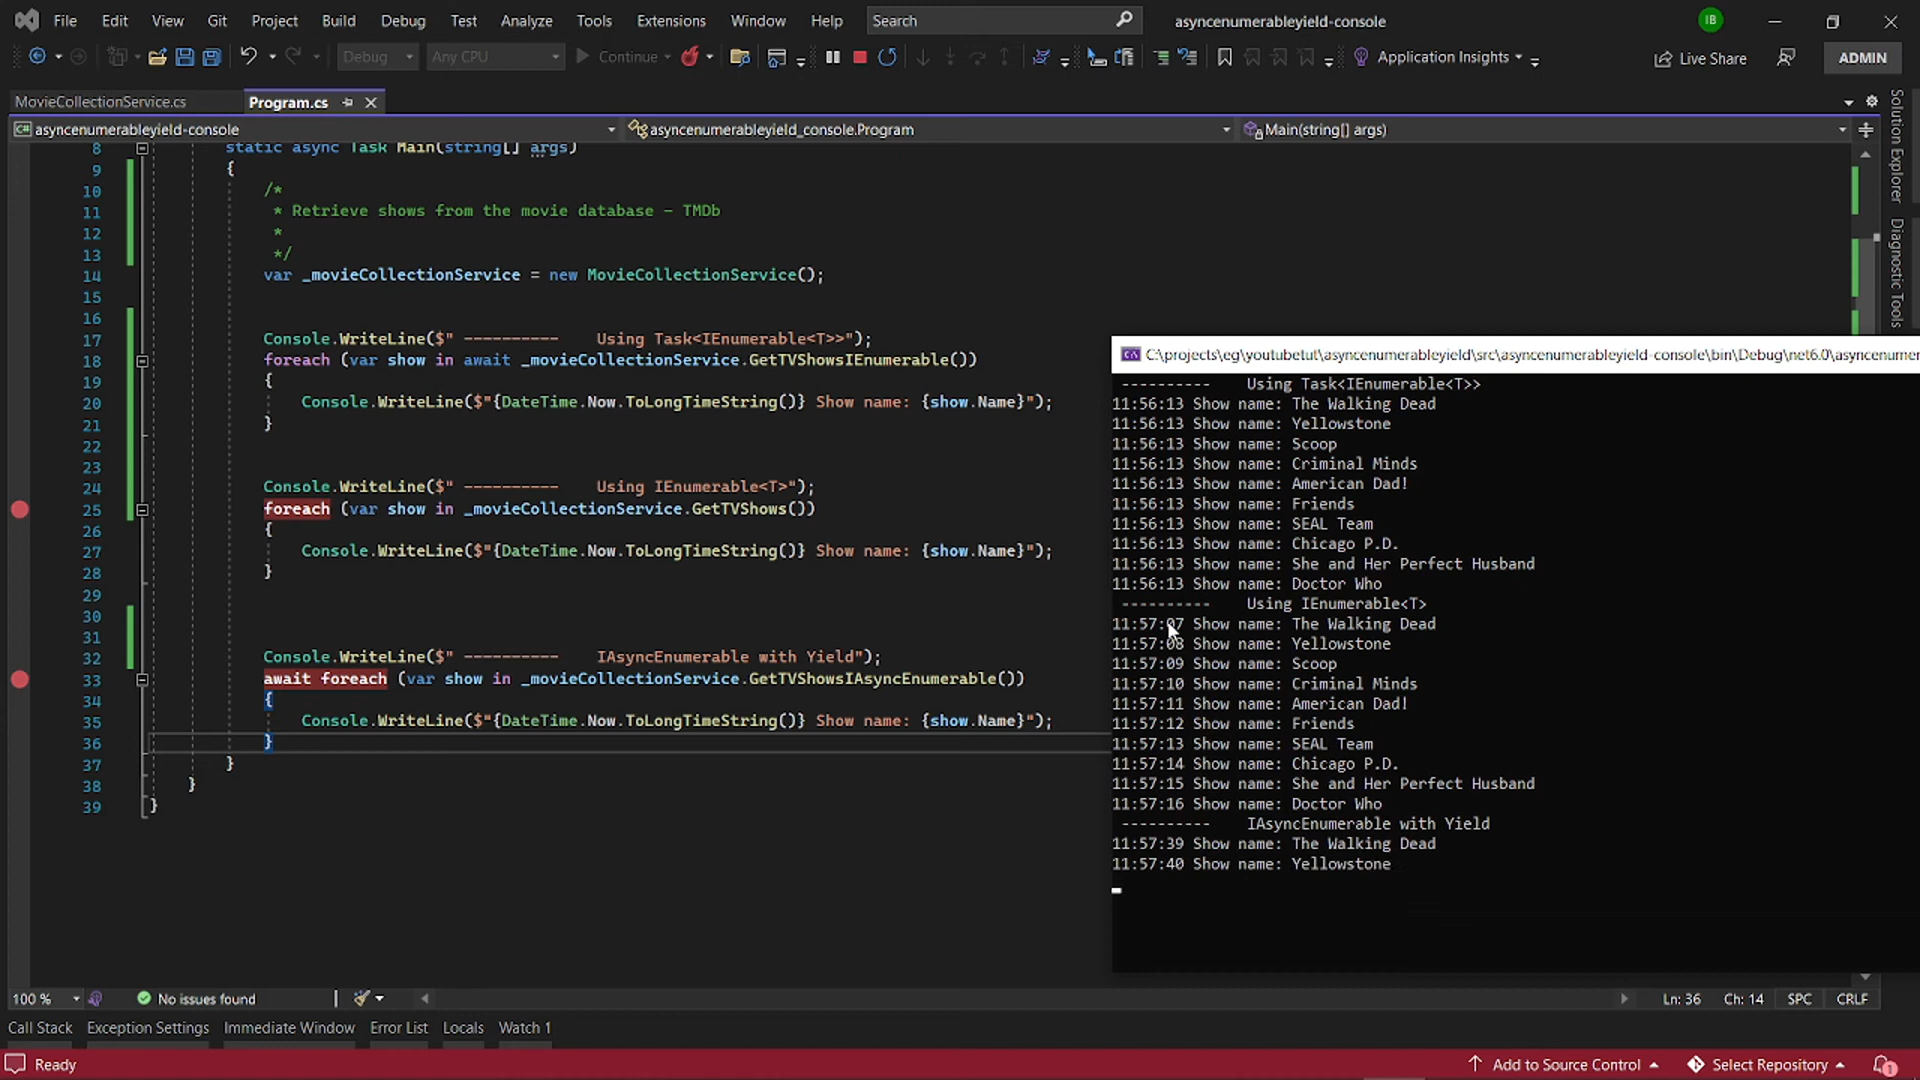 File Edit View Git Project Build Debug Test Analyze Tools Extensions Window Help Search asyncenumerableyield-console IB
Debug Any CPU Continue Application Insights Live Share ADMIN
MovieCollectionService.cs Program.cs
C# asyncenumerableyield-console asyncenumerableyield_console.Program Main(string[] args)
8 static async Task Main(string[] args)
9 {
10 /*
11 * Retrieve shows from the movie database - TMDb
12 *
13 */
14 var _movieCollectionService = new MovieCollectionService();
15
16
17 Console.WriteLine($" ---------- Using Task<IEnumerable<T>>");
18 foreach (var show in await _movieCollectionService.GetTVShowsIEnumerable())
19 {
20 Console.WriteLine($"{DateTime.Now.ToLongTimeString()} Show name: {show.Name}");
21 }
22
23
24 Console.WriteLine($" ---------- Using IEnumerable<T>");
25 foreach (var show in _movieCollectionService.GetTVShows())
26 {
27 Console.WriteLine($"{DateTime.Now.ToLongTimeString()} Show name: {show.Name}");
28 }
29
30
31
32 Console.WriteLine($" ---------- IAsyncEnumerable with Yield");
33 await foreach (var show in _movieCollectionService.GetTVShowsIAsyncEnumerable())
34 {
35 Console.WriteLine($"{DateTime.Now.ToLongTimeString()} Show name: {show.Name}");
36 }
37 }
38 }
39 }
C:\projects\eg\youtubetut\asyncenumerableyield\src\asyncenumerableyield-console\bin\Debug\net6.0\asyncenumer
---------- Using Task<IEnumerable<T>>
11:56:13 Show name: The Walking Dead
11:56:13 Show name: Yellowstone
11:56:13 Show name: Scoop
11:56:13 Show name: Criminal Minds
11:56:13 Show name: American Dad!
11:56:13 Show name: Friends
11:56:13 Show name: SEAL Team
11:56:13 Show name: Chicago P.D.
11:56:13 Show name: She and Her Perfect Husband
11:56:13 Show name: Doctor Who
---------- Using IEnumerable<T>
11:57:07 Show name: The Walking Dead
11:57:08 Show name: Yellowstone
11:57:09 Show name: Scoop
11:57:10 Show name: Criminal Minds
11:57:11 Show name: American Dad!
11:57:12 Show name: Friends
11:57:13 Show name: SEAL Team
11:57:14 Show name: Chicago P.D.
11:57:15 Show name: She and Her Perfect Husband
11:57:16 Show name: Doctor Who
---------- IAsyncEnumerable with Yield
11:57:39 Show name: The Walking Dead
11:57:40 Show name: Yellowstone
Solution Explorer
Diagnostic Tools
100 % No issues found Ln: 36 Ch: 14 SPC CRLF
Call Stack Exception Settings Immediate Window Error List Locals Watch 1
Ready Add to Source Control Select Repository 1